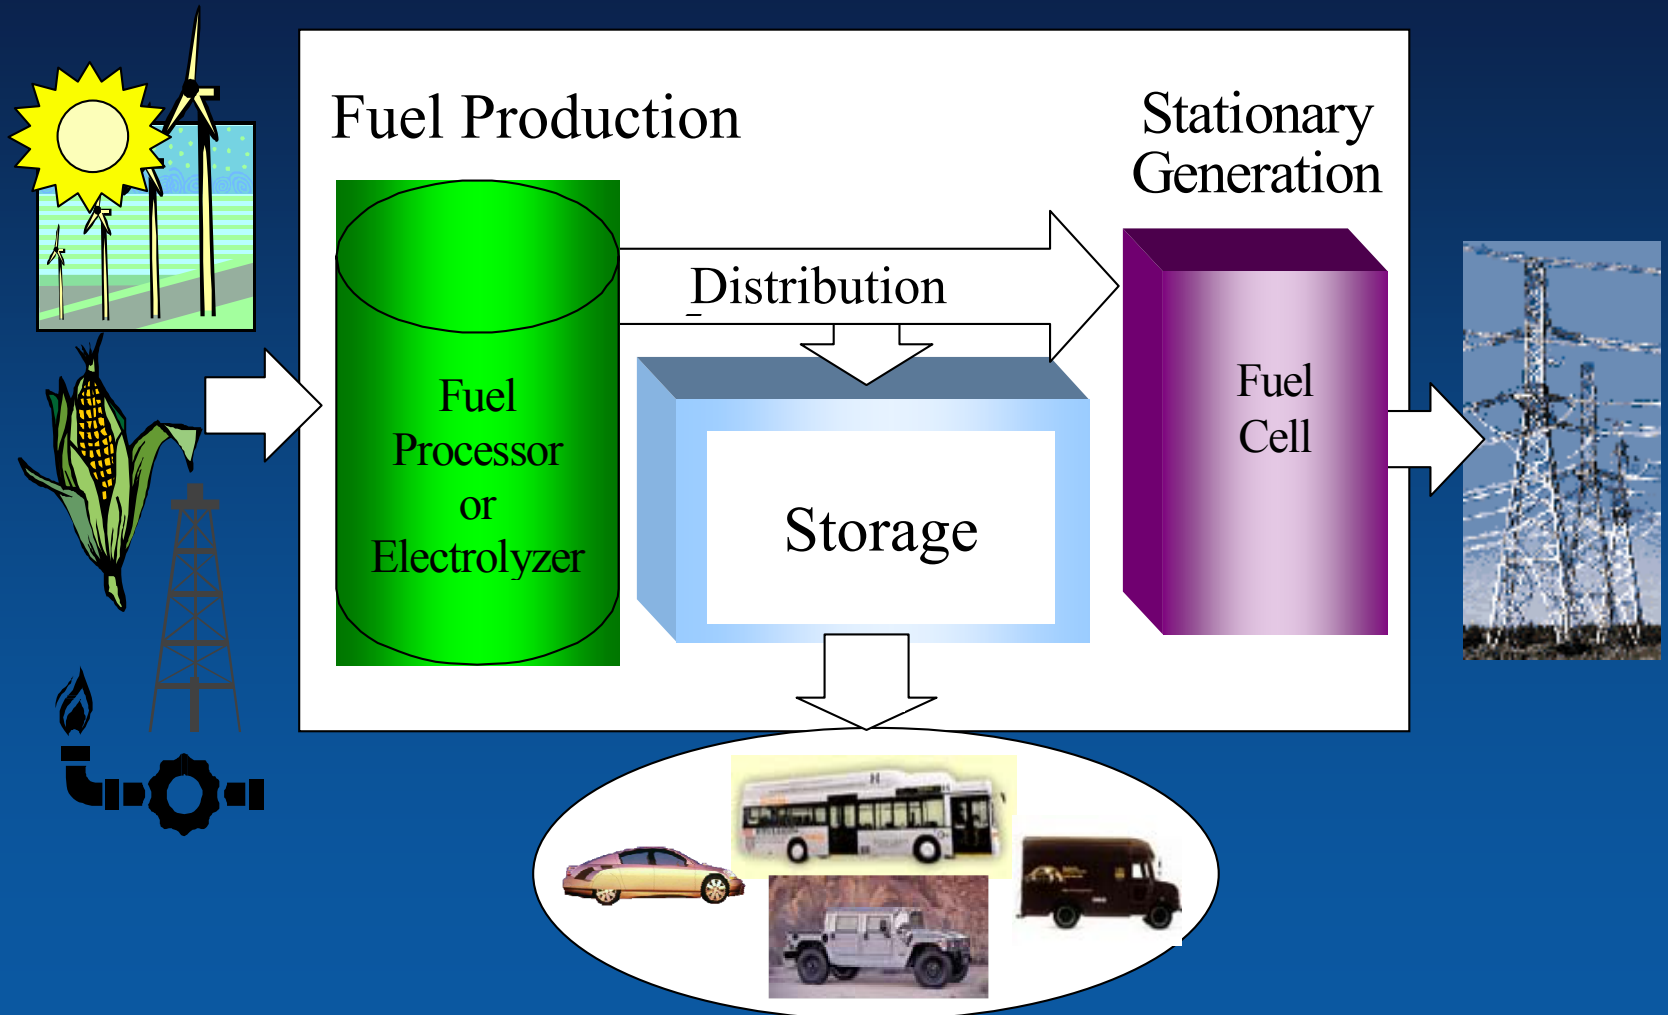 Fuel Production
Stationary
Generation
Distribution
Fuel
Processor
or
Electrolyzer
Storage
Fuel
Cell
H